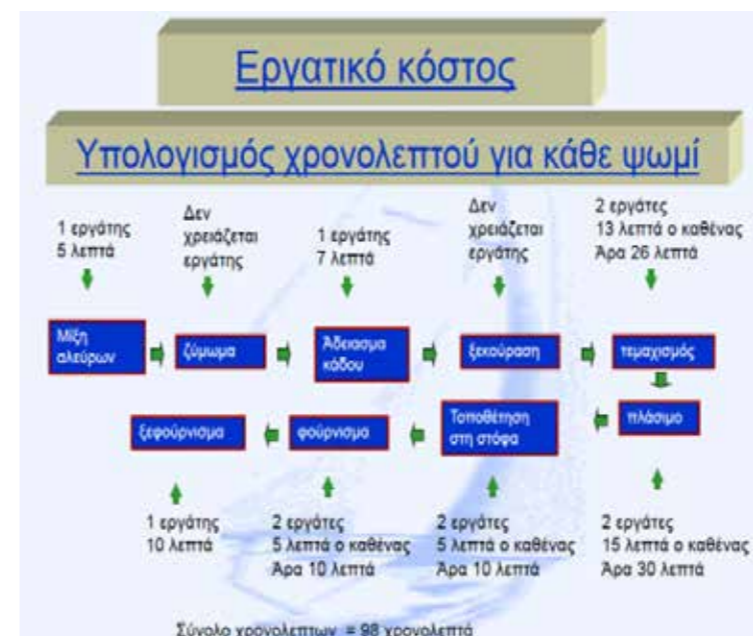 Εργατικό κόστος
Υπολογισμός χρονολεπτού για κάθε ψωμί
1 εργάτης
5 λεπτά
Δεν
χρειάζεται
εργάτης
1 εργάτης
7 λεπτά
Δεν
χρειάζεται
εργάτης
2 εργάτες
13 λεπτά ο καθένας
Άρα 26 λεπτά
Μίξη
αλεύρων
ζύμωμα
Άδειασμα
κάδου
ξεκούραση
τεμαχισμός
πλάσιμο
Τοποθέτηση
στη στόφα
φούρνισμα
ξεφούρνισμα
1 εργάτης
10 λεπτά
2 εργάτες
5 λεπτά ο καθένας
Άρα 10 λεπτά
2 εργάτες
5 λεπτά ο καθένας
Άρα 10 λεπτά
2 εργάτες
15 λεπτά ο καθένας
Άρα 30 λεπτά
Σύνολο χρονολεπτων = 98 χρονολεπτά